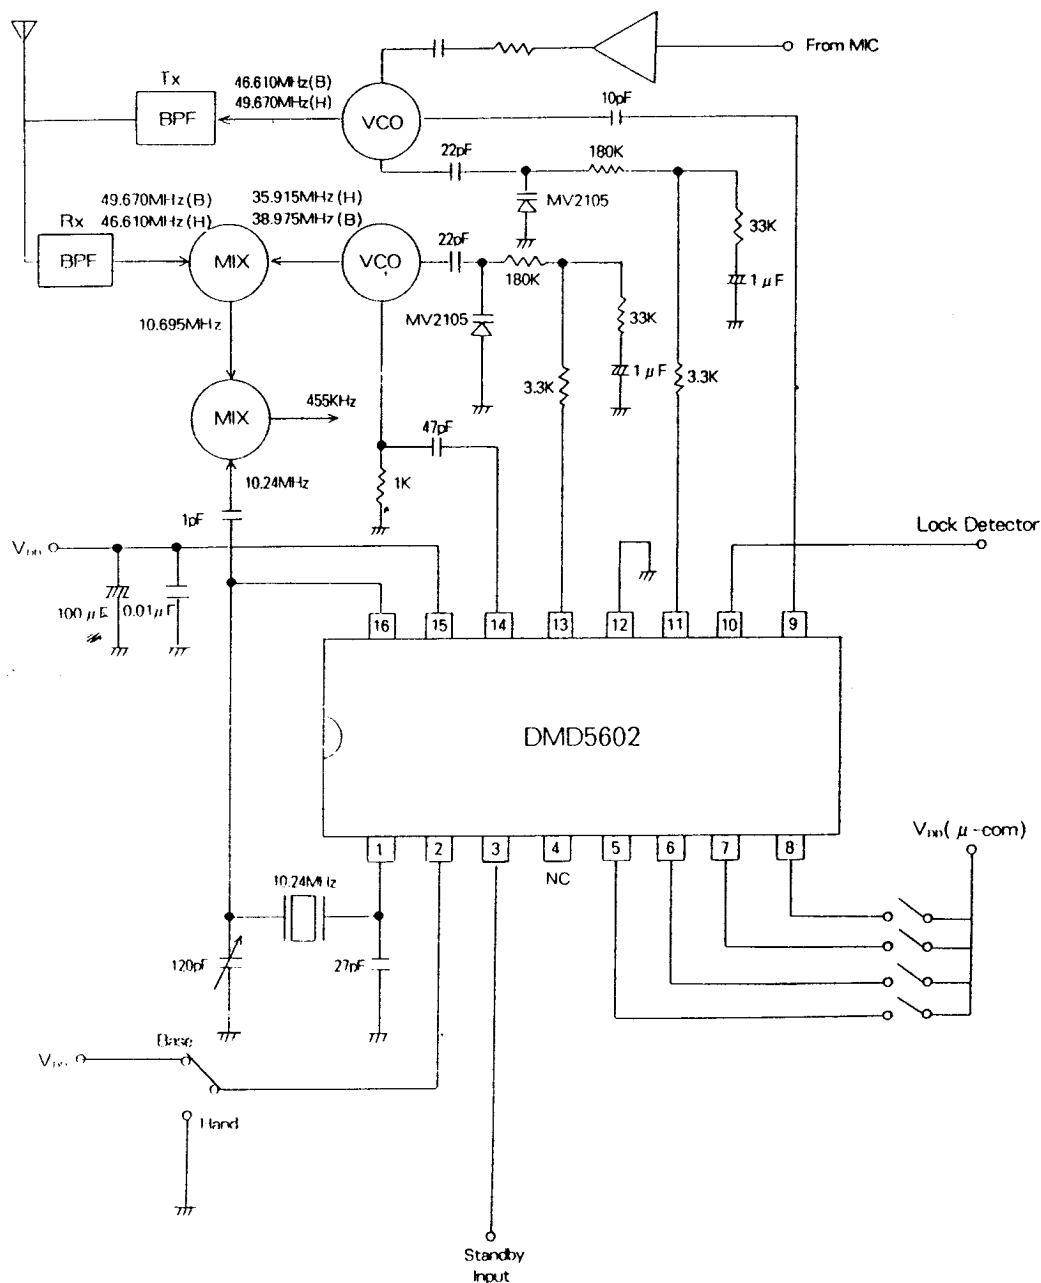 From MIC
Tx
BPF
46.610MHz(B)
49.670MHz(H)
VCO
10pF
22pF
180K
MV2105
33K
1μF
49.670MHz(B)
46.610MHz(H)
35.915MHz(H)
38.975MHz(B)
Rx
BPF
MIX
VCO
22pF
180K
MV2105
33K
1μF
10.695MHz
3.3K
3.3K
MIX
455KHz
47pF
10.24MHz
1K
1pF
Lock Detector
VDD
100μF
0.01μF
16
15
14
13
12
11
10
9
DMD5602
1
2
3
4
5
6
7
8
NC
VDD(μ-com)
10.24MHz
120pF
27pF
Base
VDD
Hand
Standby
Input